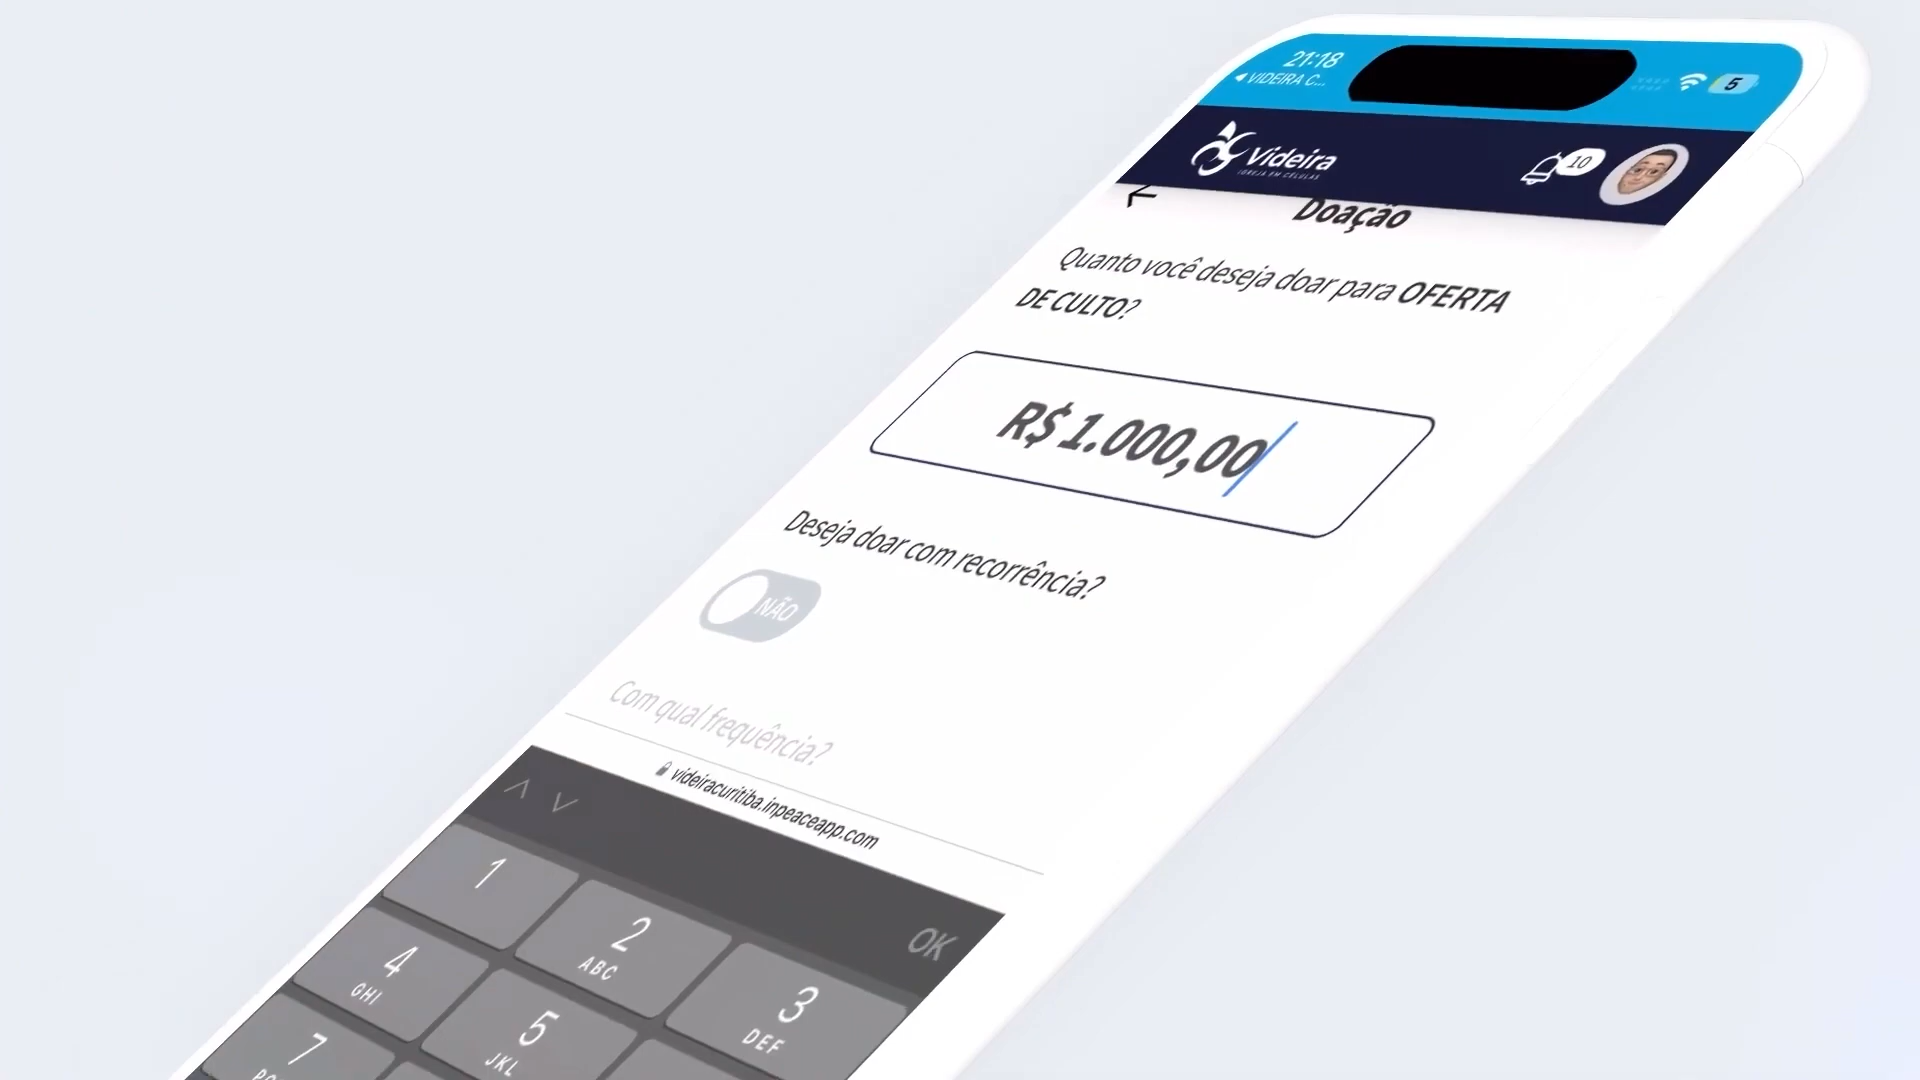 21:18
VIDEIRA C...
5
Videira
IGREJA EM CÉLULAS
10
Doação
Quanto você deseja doar para OFERTA
DE CULTO?
R$ 1.000,00
Deseja doar com recorrência?
NÃO
Com qual frequência?
videiracuritiba.inpeaceapp.com
OK
1
2
ABC
3
DEF
4
GHI
5
JKL
7